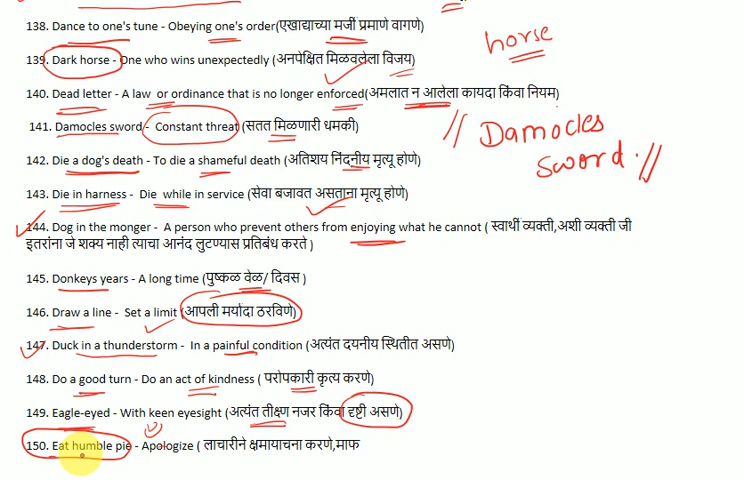 138. Dance to one's tune - Obeying one's order(एखाद्याच्या मर्जी प्रमाणे वागणे)
139. Dark horse - One who wins unexpectedly (अनपेक्षित मिळवलेला विजय)
horse
140. Dead letter - A law or ordinance that is no longer enforced(अमलात न आलेला कायदा किंवा नियम)
141. Damocles sword - Constant threat (सतत मिळणारी धमकी)
// Damocles
sword. //
142. Die a dog's death - To die a shameful death (अतिशय निंदनीय मृत्यू होणे)
143. Die in harness - Die while in service (सेवा बजावत असताना मृत्यू होणे)
144. Dog in the monger - A person who prevent others from enjoying what he cannot ( स्वार्थी व्यक्ती,अशी व्यक्ती जी
इतरांना जे शक्य नाही त्याचा आनंद लुटण्यास प्रतिबंध करते )
145. Donkeys years - A long time (पुष्कळ वेळ/ दिवस )
146. Draw a line - Set a limit (आपली मर्यादा ठरविणे)
147. Duck in a thunderstorm - In a painful condition (अत्यंत दयनीय स्थितीत असणे)
148. Do a good turn - Do an act of kindness ( परोपकारी कृत्य करणे)
149. Eagle-eyed - With keen eyesight (अत्यंत तीक्ष्ण नजर किंवा दृष्टी असणे)
150. Eat humble pie - Apologize ( लाचारीने क्षमायाचना करणे,माफ